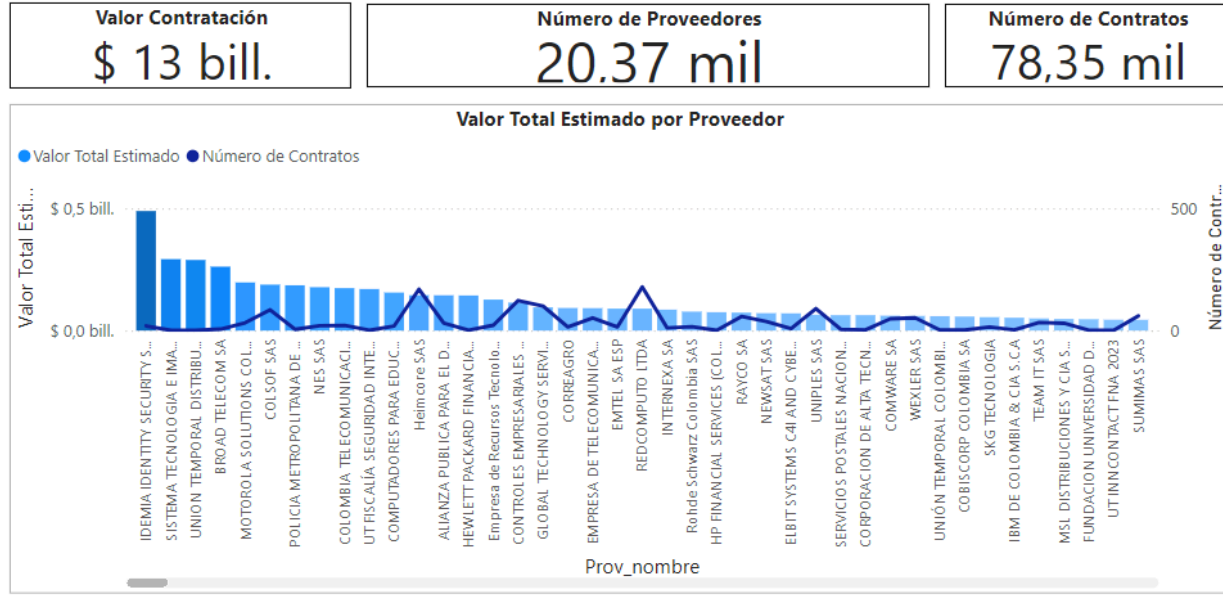 Valor Contratación
$ 13 bill.
Número de Proveedores
20,37 mil
Número de Contratos
78,35 mil
Valor Total Estimado por Proveedor
Valor Total Estimado
Número de Contratos
Valor Total Esti...
$ 0,5 bill.
$ 0,0 bill.
500
0
Número de Contr...
IDEMIA IDENTITY SECURITY S...
SISTEMA TECNOLOGIA E IMA...
UNION TEMPORAL DISTRIBU...
BROAD TELECOM SA
MOTOROLA SOLUTIONS COL...
COLSOF SAS
POLICIA METROPOLITANA DE ...
NES SAS
COLOMBIA TELECOMUNICACI...
UT FISCALÍA SEGURIDAD INTE...
COMPUTADORES PARA EDUC...
Heimcore SAS
ALIANZA PUBLICA PARA EL D...
HEWLETT PACKARD FINANCIA...
Empresa de Recursos Tecnolo...
CONTROLES EMPRESARIALES ...
GLOBAL TECHNOLOGY SERVI...
CORREAGRO
EMPRESA DE TELECOMUNICA...
EMTEL SA ESP
REDCOMPUTO LTDA
INTERNEXA SA
Rohde Schwarz Colombia SAS
HP FINANCIAL SERVICES (COL...
RAYCO SA
NEWSAT SAS
ELBIT SYSTEMS C4I AND CYBE...
UNIPLES SAS
SERVICIOS POSTALES NACION...
CORPORACION DE ALTA TECN...
COMWARE SA
WEXLER SAS
UNIÓN TEMPORAL COLOMBI...
COBISCORP COLOMBIA SA
SKG TECNOLOGIA
IBM DE COLOMBIA & CIA S.C.A
TEAM IT SAS
MSL DISTRIBUCIONES Y CIA S...
FUNDACION UNIVERSIDAD D...
UT INNCONTACT FNA 2O23
SUMIMAS SAS
Prov_nombre